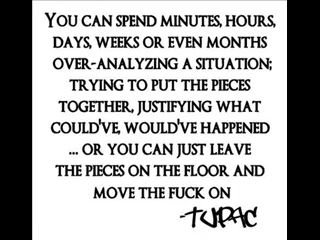 You can spend minutes, hours,
days, weeks or even months
over-analyzing a situation;
trying to put the pieces
together, justifying what
could've, would've happened
... or you can just leave
the pieces on the floor and
move the fuck on
-TUPAC